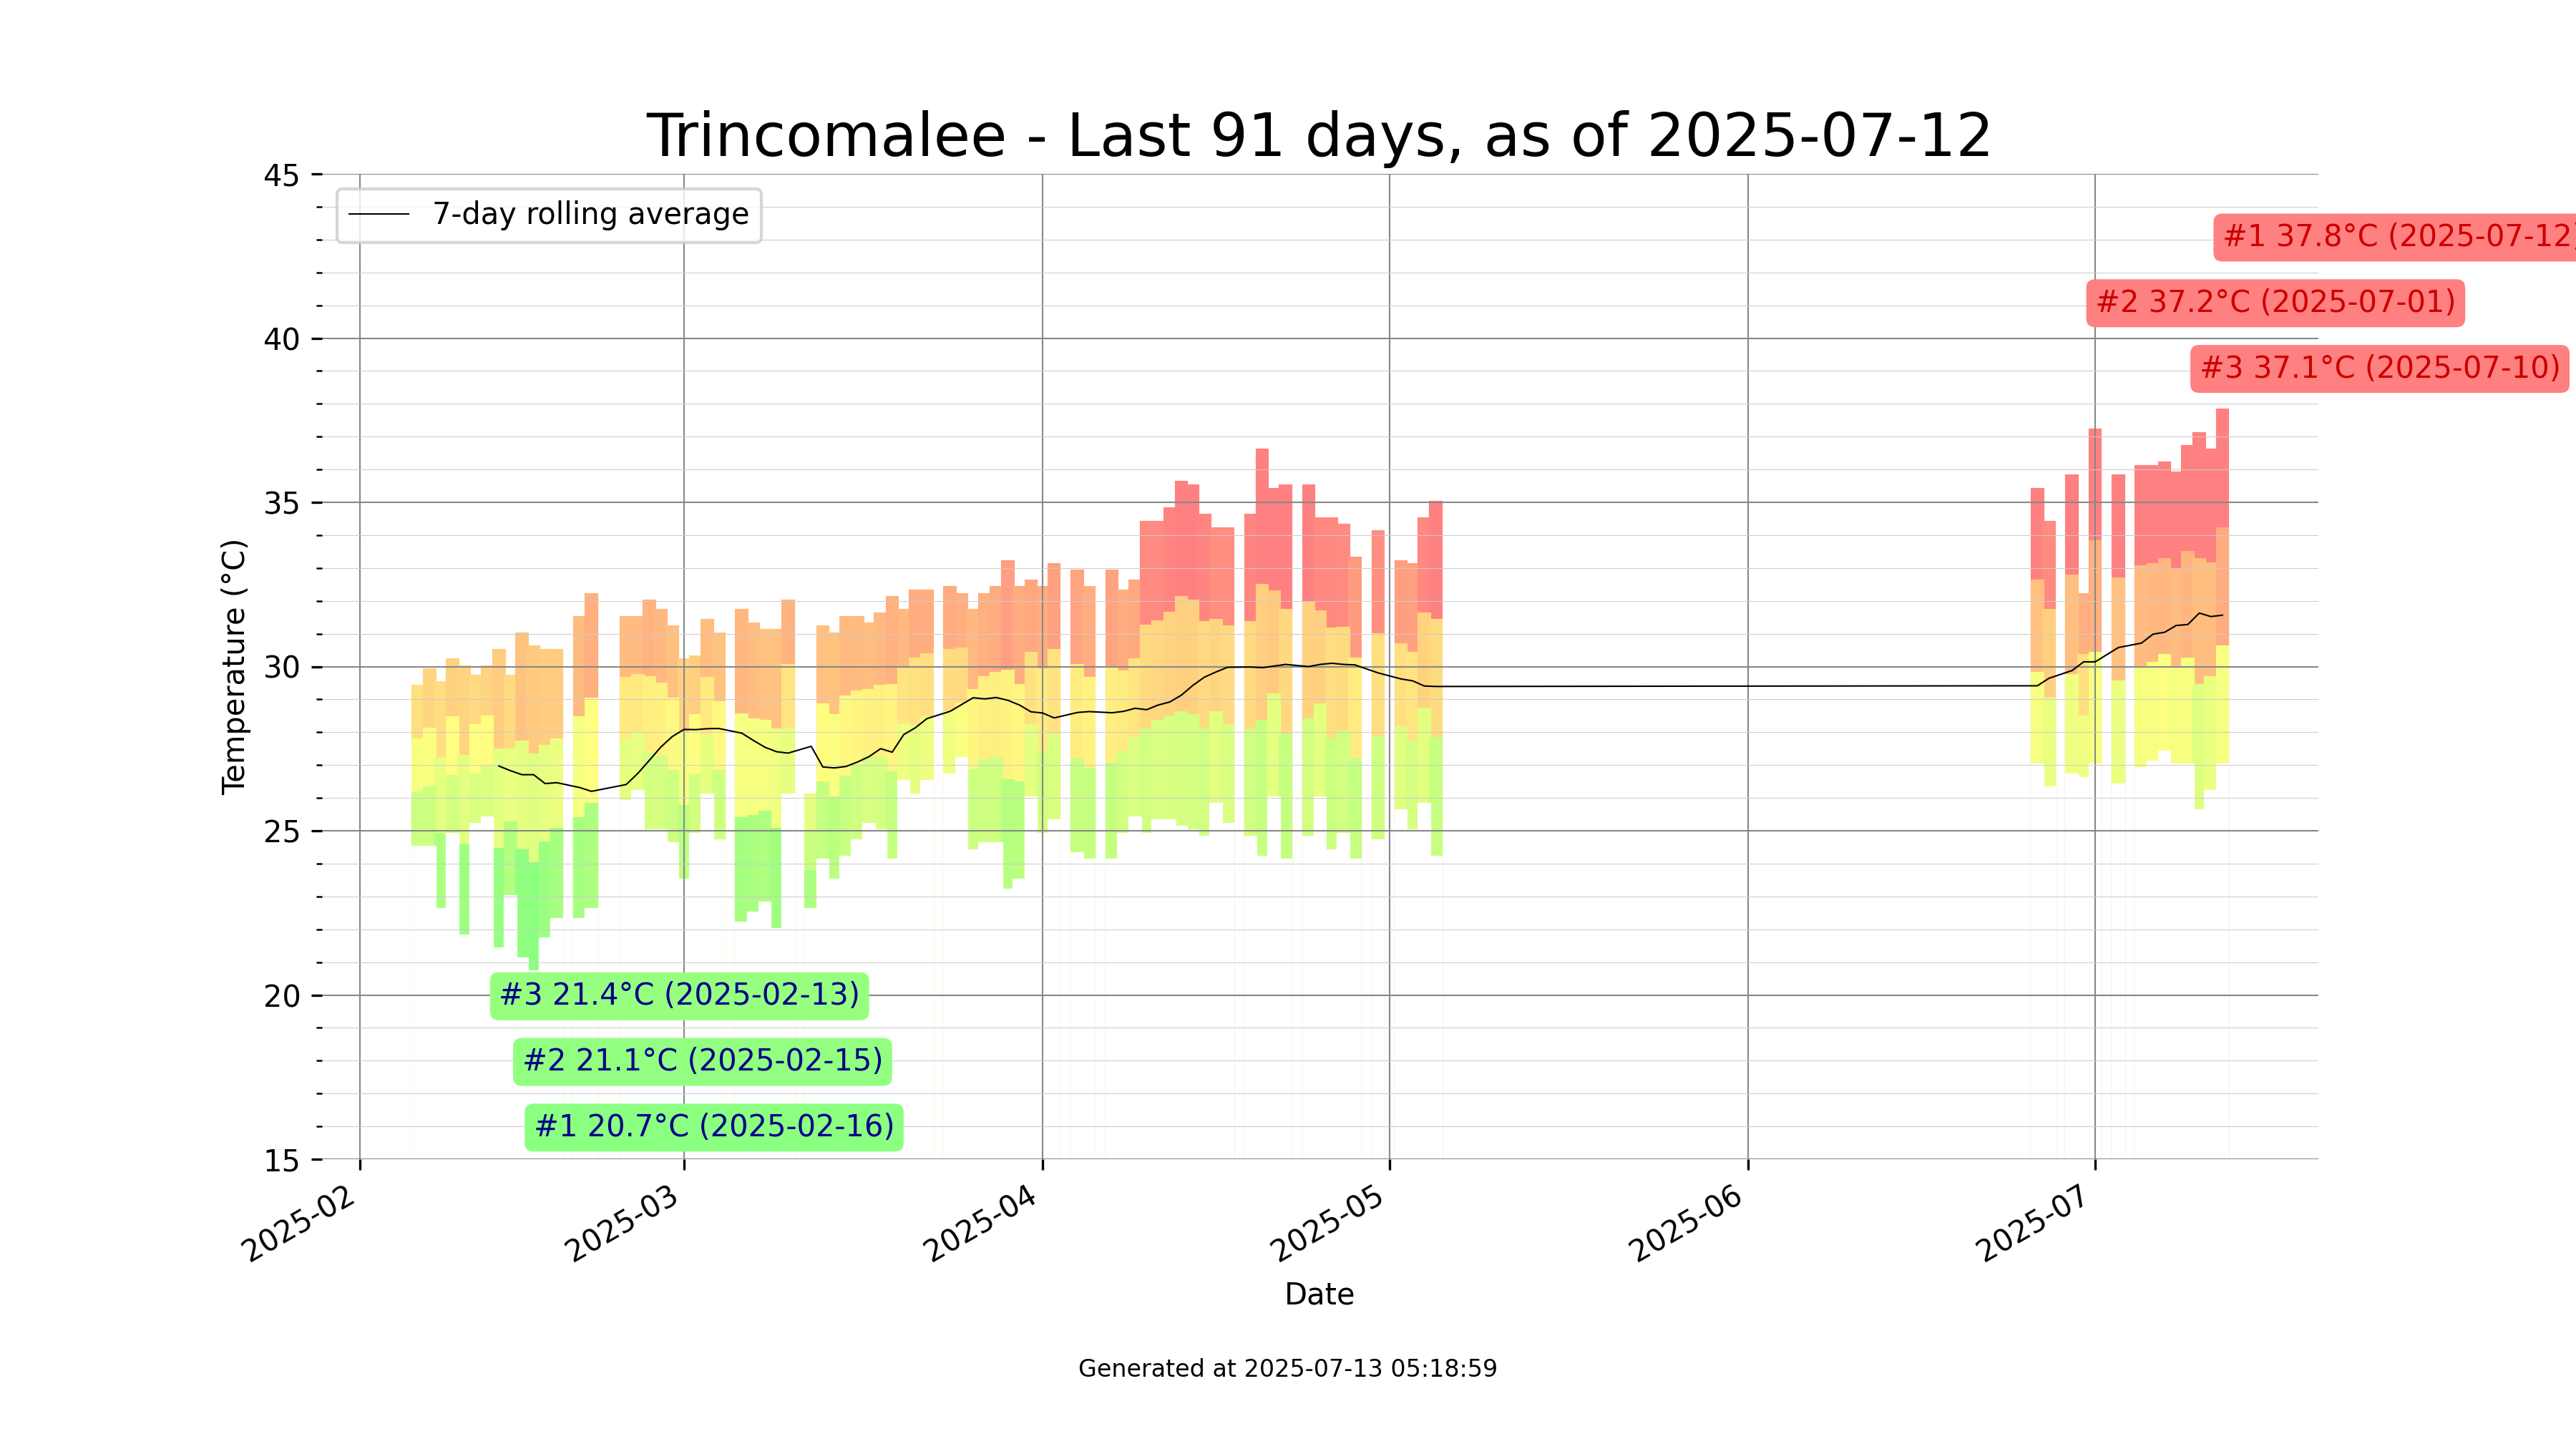 Trincomalee - Last 91 days, as of 2025-07-12
45
7-day rolling average
#1 37.8°C (2025-07-12)
#2 37.2°C (2025-07-01)
40
#3 37.1°C (2025-07-10)
35
Temperature (°C)
30
25
20
#3 21.4°C (2025-02-13)
#2 21.1°C (2025-02-15)
#1 20.7°C (2025-02-16)
15
2025-02
2025-03
2025-04
2025-05
2025-06
2025-07
Date
Generated at 2025-07-13 05:18:59